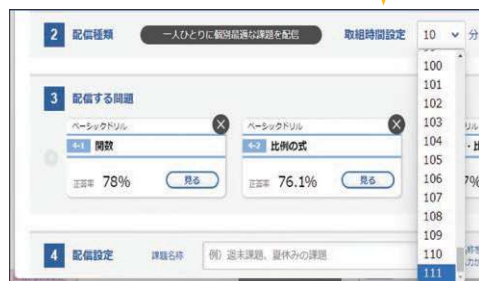 2 配信種類 一人ひとりに個別最適な課題を配信 取組時間設定 10 分
100
101
102
103
104
105
106
107
108
109
110
111
3 配信する問題
ベーシックドリル
4-1 関数
正答率 78% 見る
ベーシックドリル
4-2 比例の式
正答率 76.1% 見る
4 配信設定 課題名称 例）週末課題、夏休みの課題